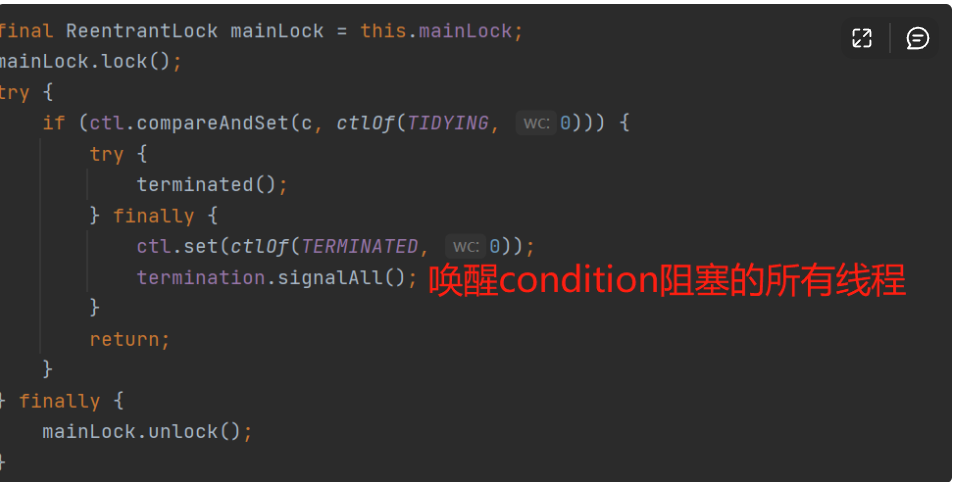 final ReentrantLock mainLock = this.mainLock;
mainLock.lock();
try {
if (ctl.compareAndSet(c, ctlOf(TIDYING, wc: 0))) {
try {
terminated();
} finally {
ctl.set(ctlOf(TERMINATED, wc: 0));
termination.signalAll(); 唤醒condition阻塞的所有线程
}
return;
}
} finally {
mainLock.unlock();
}